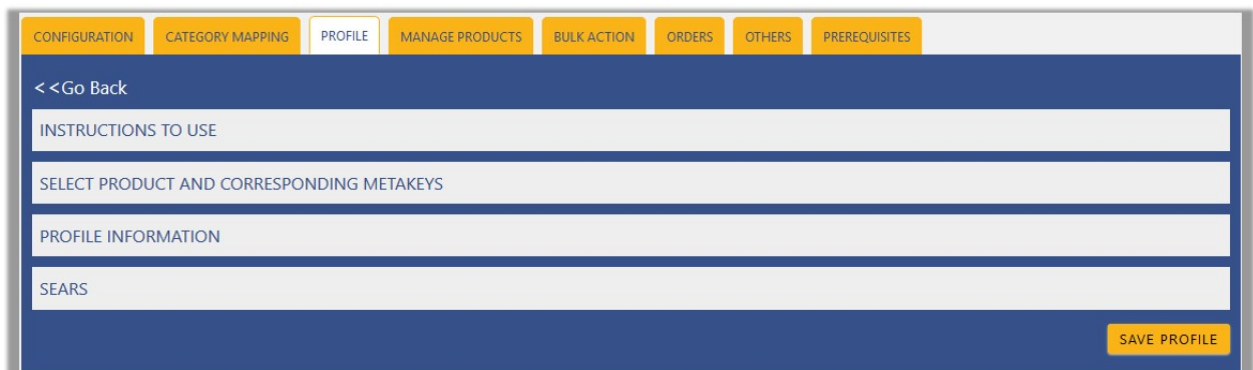 CONFIGURATION CATEGORY MAPPING PROFILE MANAGE PRODUCTS BULK ACTION ORDERS OTHERS PREREQUISITES
<<Go Back
INSTRUCTIONS TO USE
SELECT PRODUCT AND CORRESPONDING METAKEYS
PROFILE INFORMATION
SEARS
SAVE PROFILE